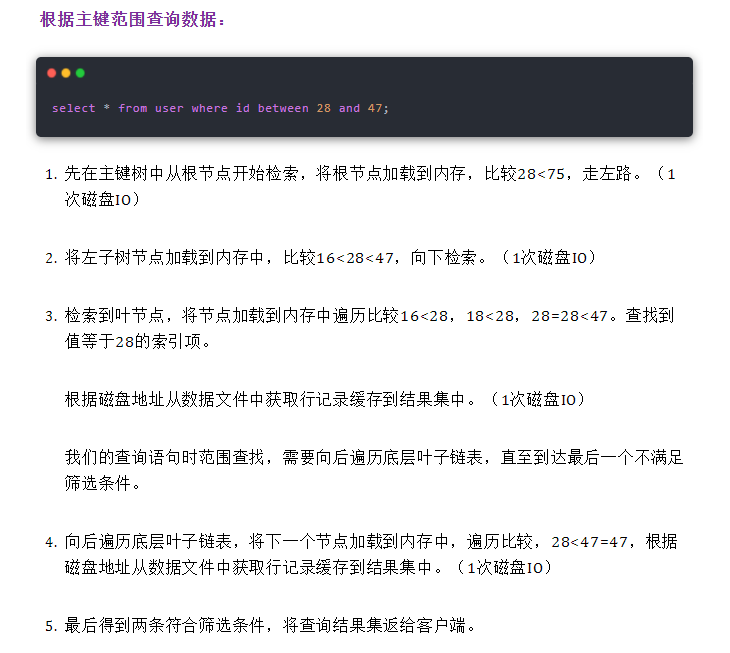 根据主键范围查询数据：
select * from user where id between 28 and 47;
1. 先在主键树中从根节点开始检索，将根节点加载到内存，比较28<75，走左路。（1
次磁盘IO）
2. 将左子树节点加载到内存中，比较16<28<47，向下检索。（1次磁盘IO）
3. 检索到叶节点，将节点加载到内存中遍历比较16<28，18<28，28=28<47。查找到
值等于28的索引项。
根据磁盘地址从数据文件中获取行记录缓存到结果集中。（1次磁盘IO）
我们的查询语句时范围查找，需要向后遍历底层叶子链表，直至到达最后一个不满足
筛选条件。
4. 向后遍历底层叶子链表，将下一个节点加载到内存中，遍历比较，28<47=47，根据
磁盘地址从数据文件中获取行记录缓存到结果集中。（1次磁盘IO）
5. 最后得到两条符合筛选条件，将查询结果集返给客户端。